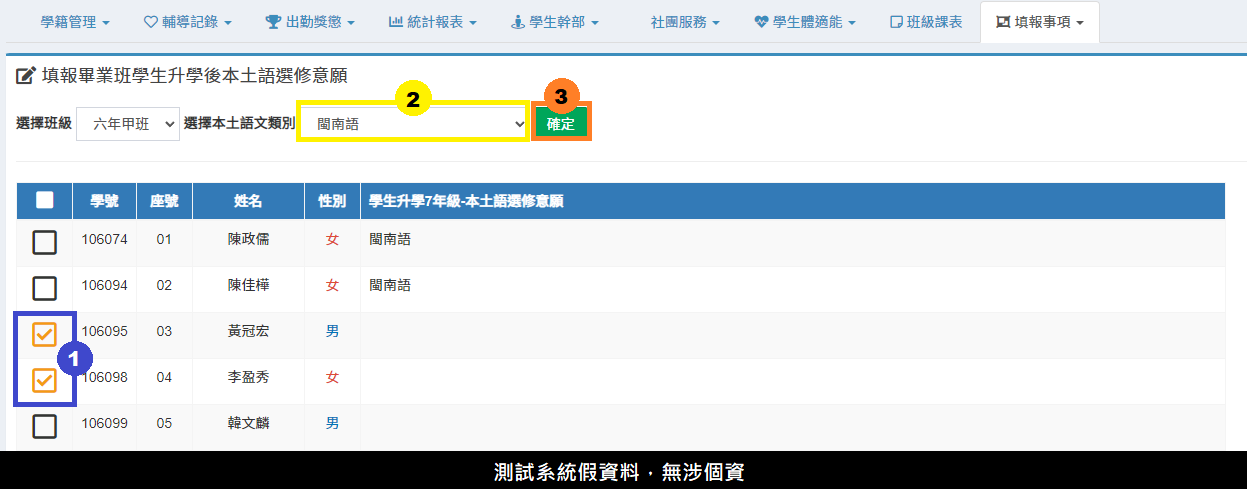 學籍管理 輔導記錄 出勤獎懲 統計報表 學生幹部 社團服務 學生體適能 班級課表 填報事項
填報畢業班學生升學後本土語選修意願
2 3
選擇班級 六年甲班 選擇本土語文類別 閩南語 確定
學號 座號 姓名 性別 學生升學7年級-本土語選修意願
106074 01 陳政儒 女 閩南語
106094 02 陳佳樺 女 閩南語
106095 03 黃冠宏 男
1
106098 04 李盈秀 女
106099 05 韓文麟 男
測試系統假資料，無涉個資